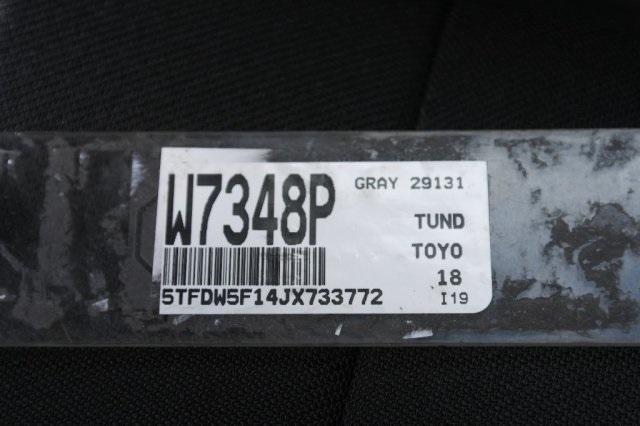 W7348P
GRAY 29131
TUND
TOYO
18
5TFDW5F14JX733772
I19